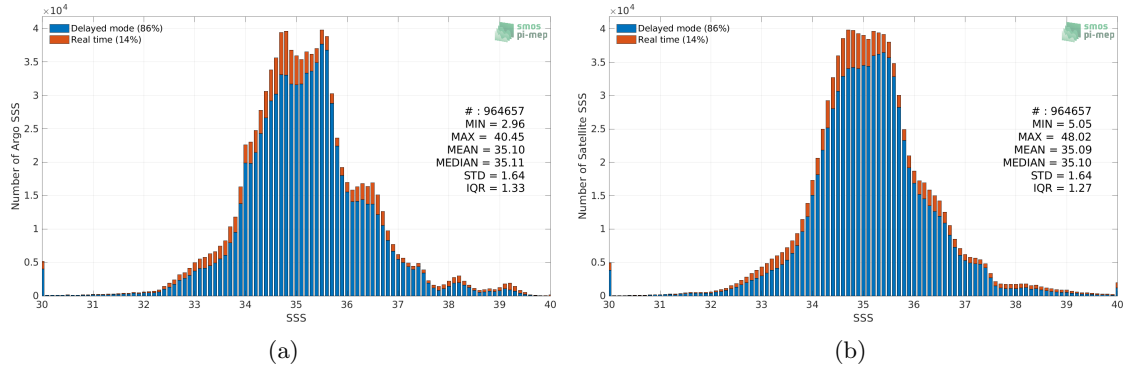 ×10⁴
Delayed mode (86%)
Real time (14%)
smos
pi-mep
# : 964657
MIN = 2.96
MAX = 40.45
MEAN = 35.10
MEDIAN = 35.11
STD = 1.64
IQR = 1.33
Number of Argo SSS
4
3.5
3
2.5
2
1.5
1
0.5
0
30 31 32 33 34 35 36 37 38 39 40
SSS
(a)
×10⁴
Delayed mode (86%)
Real time (14%)
smos
pi-mep
# : 964657
MIN = 5.05
MAX = 48.02
MEAN = 35.09
MEDIAN = 35.10
STD = 1.64
IQR = 1.27
Number of Satellite SSS
4
3.5
3
2.5
2
1.5
1
0.5
0
30 31 32 33 34 35 36 37 38 39 40
SSS
(b)